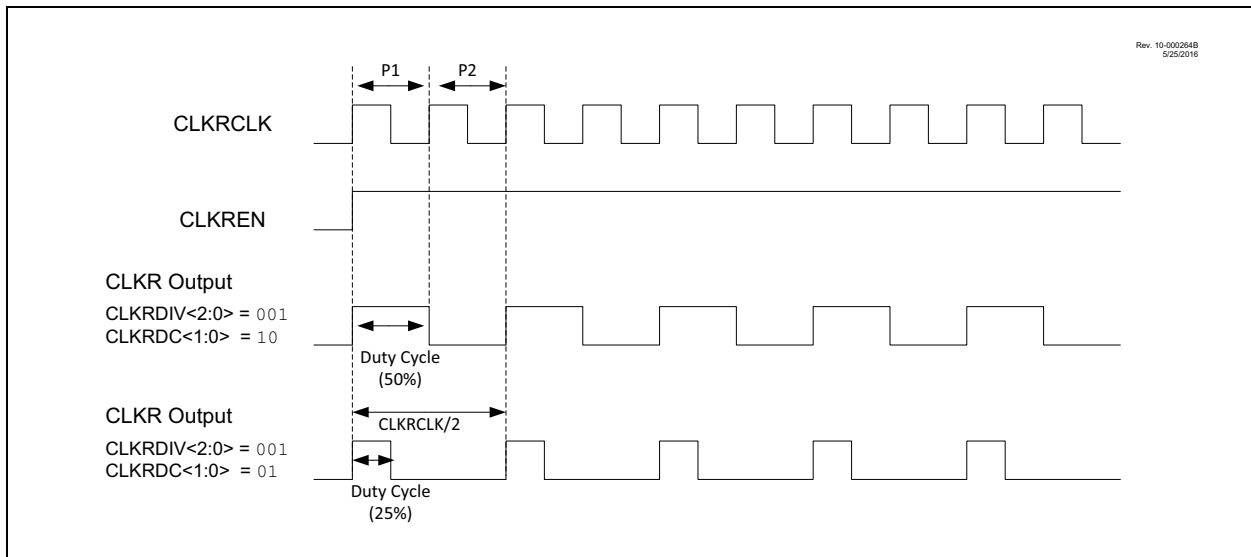 Rev. 10-000264B
5/25/2016
P1
P2
CLKRCLK
CLKREN
CLKR Output
CLKRDIV<2:0> = 001
CLKRDC<1:0> = 10
Duty Cycle
(50%)
CLKR Output
CLKRCLK/2
CLKRDIV<2:0> = 001
CLKRDC<1:0> = 01
Duty Cycle
(25%)